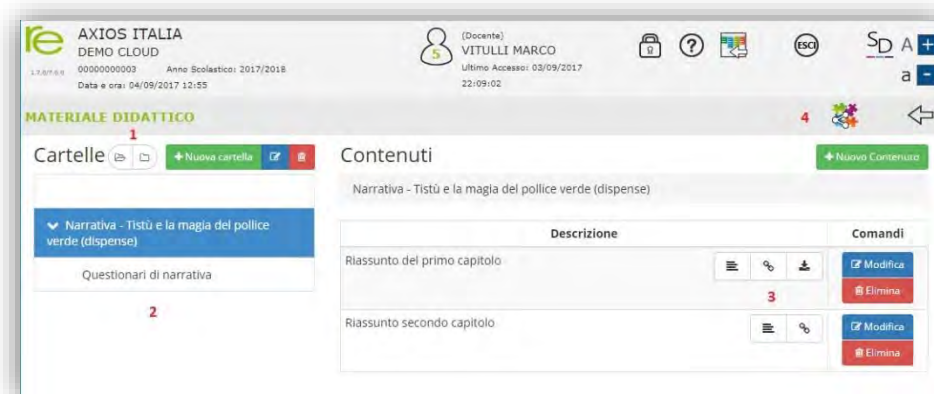 re
AXIOS ITALIA
DEMO CLOUD
00000000003 Anno Scolastico: 2017/2018
Data e ora: 04/09/2017 12:55
5
(Docente)
VITULLI MARCO
Ultimo Accesso: 03/09/2017
22:09:02
ESCI
SD A +
a -
MATERIALE DIDATTICO
4
1
Cartelle
+Nuova cartella
Contenuti
+Nuovo Contenuto
Narrativa - Tistù e la magia del pollice verde (dispense)
Narrativa - Tistù e la magia del pollice
verde (dispense)
Questionari di narrativa
2
Descrizione Comandi
Riassunto del primo capitolo
Modifica
Elimina
3
Riassunto secondo capitolo
Modifica
Elimina